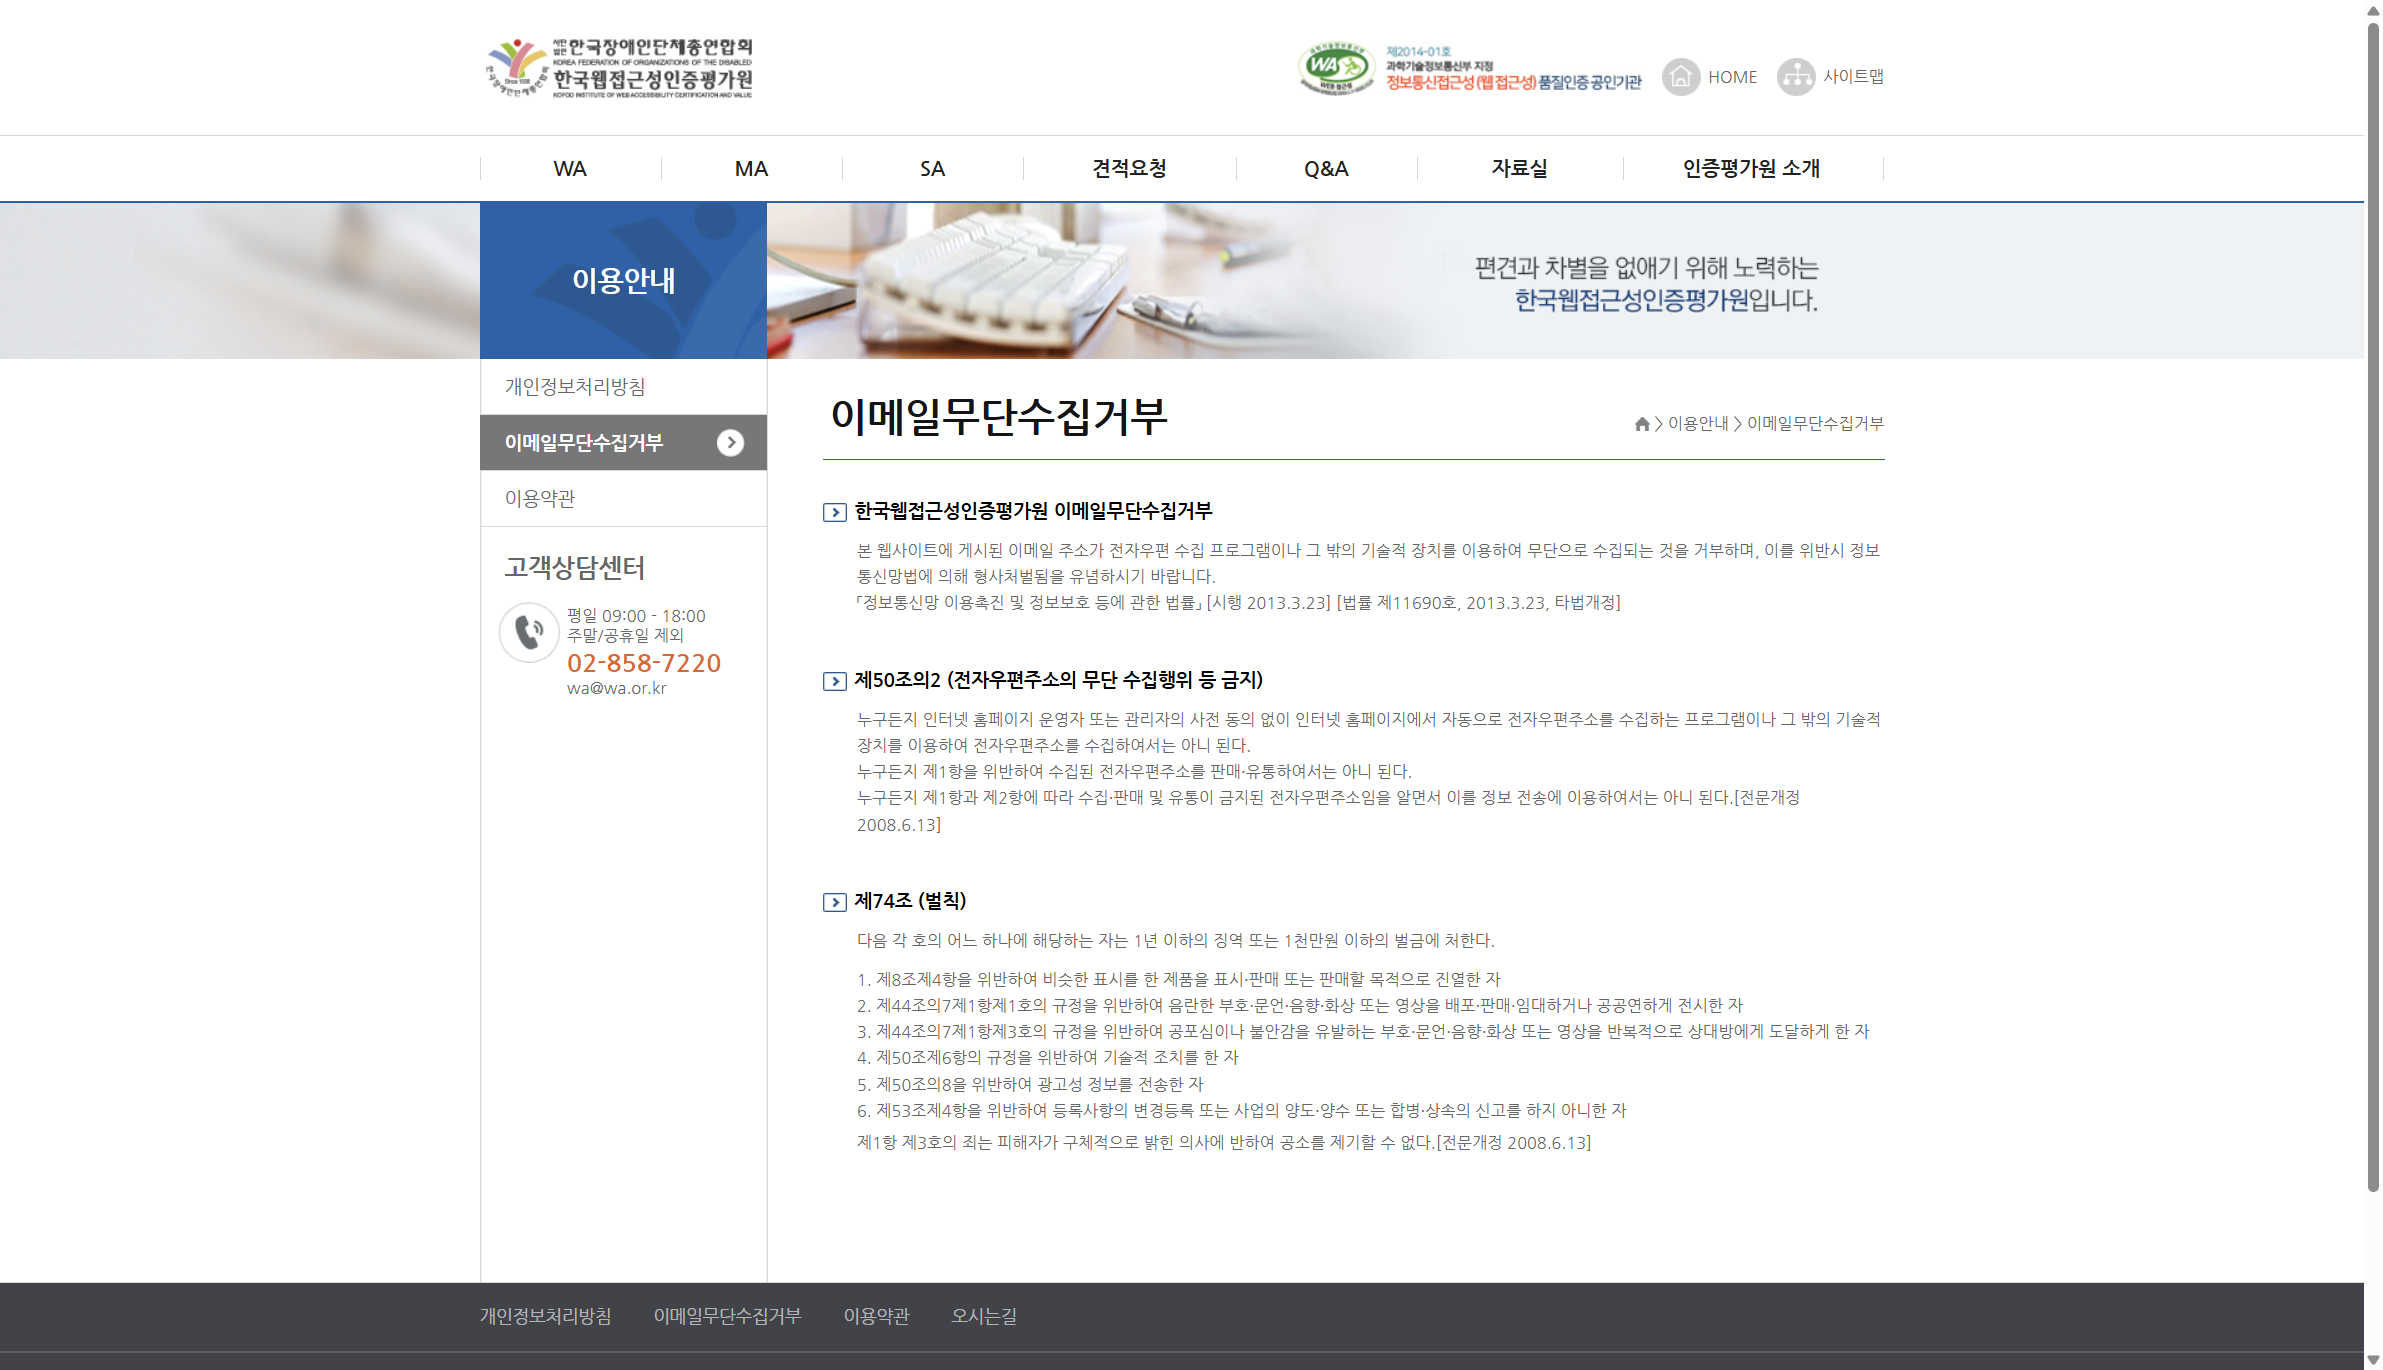 사단법인 한국장애인단체총연합회
KOREA FEDERATION OF ORGANIZATIONS OF THE DISABLED
한국웹접근성인증평가원
KOFOD INSTITUTE OF WEB ACCESSIBILITY CERTIFICATION AND VALUE
Since 1998
한국장애인단체총연합회
과학기술정보통신부
WA
WEB 접근성
제2014-01호
과학기술정보통신부 지정
정보통신접근성 (웹 접근성) 품질인증 공인기관
HOME
사이트맵
WA
MA
SA
견적요청
Q&A
자료실
인증평가원 소개
이용안내
편견과 차별을 없애기 위해 노력하는
한국웹접근성인증평가원입니다.
개인정보처리방침
이메일무단수집거부
이용약관
고객상담센터
평일 09:00 - 18:00
주말/공휴일 제외
02-858-7220
wa@wa.or.kr
이메일무단수집거부
> 이용안내 > 이메일무단수집거부
한국웹접근성인증평가원 이메일무단수집거부
본 웹사이트에 게시된 이메일 주소가 전자우편 수집 프로그램이나 그 밖의 기술적 장치를 이용하여 무단으로 수집되는 것을 거부하며, 이를 위반시 정보
통신망법에 의해 형사처벌됨을 유념하시기 바랍니다.
「정보통신망 이용촉진 및 정보보호 등에 관한 법률」 [시행 2013.3.23] [법률 제11690호, 2013.3.23, 타법개정]
제50조의2 (전자우편주소의 무단 수집행위 등 금지)
누구든지 인터넷 홈페이지 운영자 또는 관리자의 사전 동의 없이 인터넷 홈페이지에서 자동으로 전자우편주소를 수집하는 프로그램이나 그 밖의 기술적
장치를 이용하여 전자우편주소를 수집하여서는 아니 된다.
누구든지 제1항을 위반하여 수집된 전자우편주소를 판매·유통하여서는 아니 된다.
누구든지 제1항과 제2항에 따라 수집·판매 및 유통이 금지된 전자우편주소임을 알면서 이를 정보 전송에 이용하여서는 아니 된다.[전문개정
2008.6.13]
제74조 (벌칙)
다음 각 호의 어느 하나에 해당하는 자는 1년 이하의 징역 또는 1천만원 이하의 벌금에 처한다.
1. 제8조제4항을 위반하여 비슷한 표시를 한 제품을 표시·판매 또는 판매할 목적으로 진열한 자
2. 제44조의7제1항제1호의 규정을 위반하여 음란한 부호·문언·음향·화상 또는 영상을 배포·판매·임대하거나 공공연하게 전시한 자
3. 제44조의7제1항제3호의 규정을 위반하여 공포심이나 불안감을 유발하는 부호·문언·음향·화상 또는 영상을 반복적으로 상대방에게 도달하게 한 자
4. 제50조제6항의 규정을 위반하여 기술적 조치를 한 자
5. 제50조의8을 위반하여 광고성 정보를 전송한 자
6. 제53조제4항을 위반하여 등록사항의 변경등록 또는 사업의 양도·양수 또는 합병·상속의 신고를 하지 아니한 자
제1항 제3호의 죄는 피해자가 구체적으로 밝힌 의사에 반하여 공소를 제기할 수 없다.[전문개정 2008.6.13]
개인정보처리방침
이메일무단수집거부
이용약관
오시는길